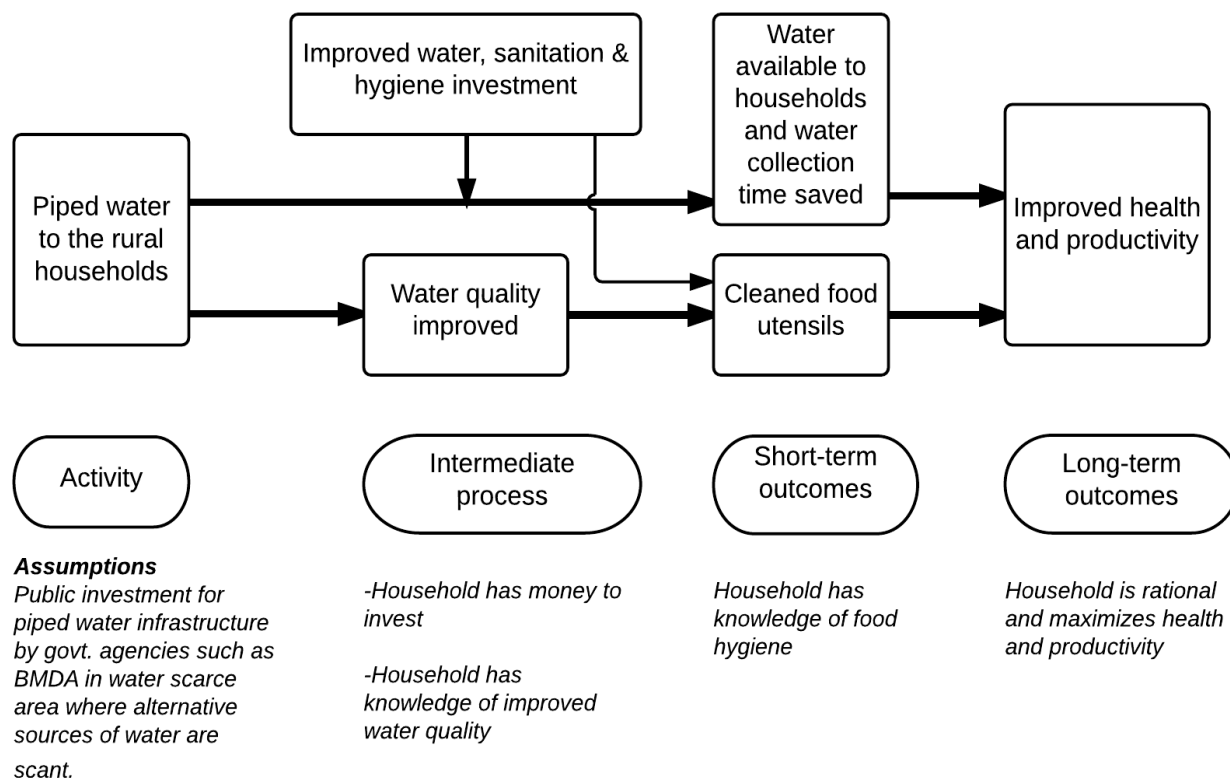 Improved water, sanitation &
hygiene investment
Water
available to
households
and water
collection
time saved
Piped water
to the rural
households
Improved health
and productivity
Water quality
improved
Cleaned food
utensils
Activity
Intermediate
process
Short-term
outcomes
Long-term
outcomes
Assumptions
Public investment for
piped water infrastructure
by govt. agencies such as
BMDA in water scarce
area where alternative
sources of water are
scant.
-Household has money to
invest
-Household has
knowledge of improved
water quality
Household has
knowledge of food
hygiene
Household is rational
and maximizes health
and productivity